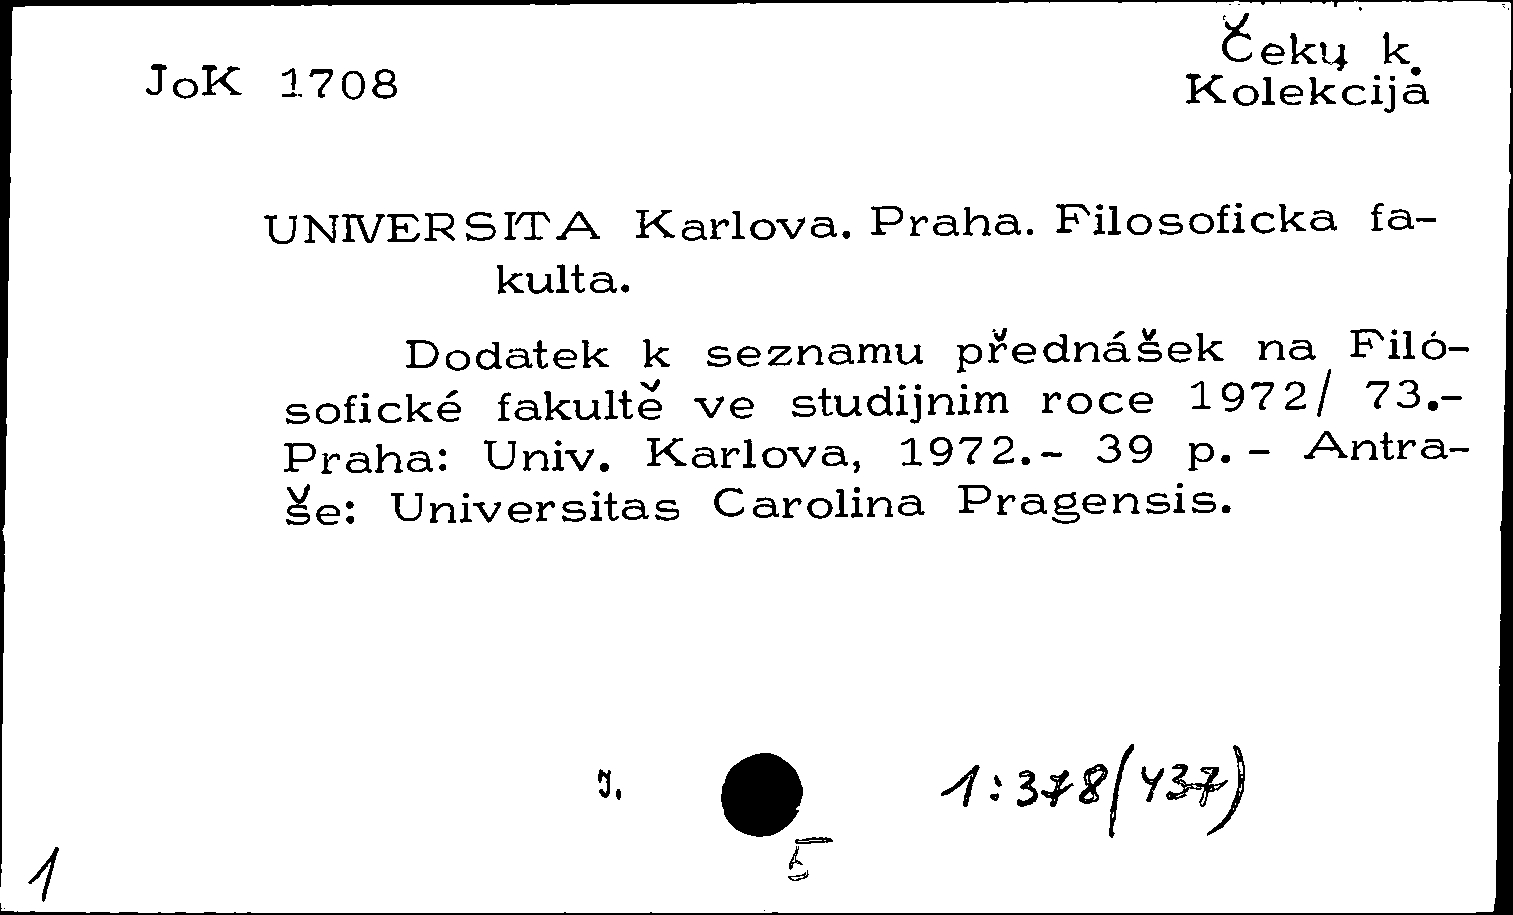 Čekų k.
JoK 1708
Kolekcija
UNIVERSITA Karlova. Praha. Filosoficka fa-
kulta.
Dodatek k seznamu přednášek na Filó-
sofické fakultě ve studijnim roce 1972/ 73.-
Praha: Univ. Karlova, 1972.- 39 p. - Antra-
še: Universitas Carolina Pragensis.
1:378(437)
5
1